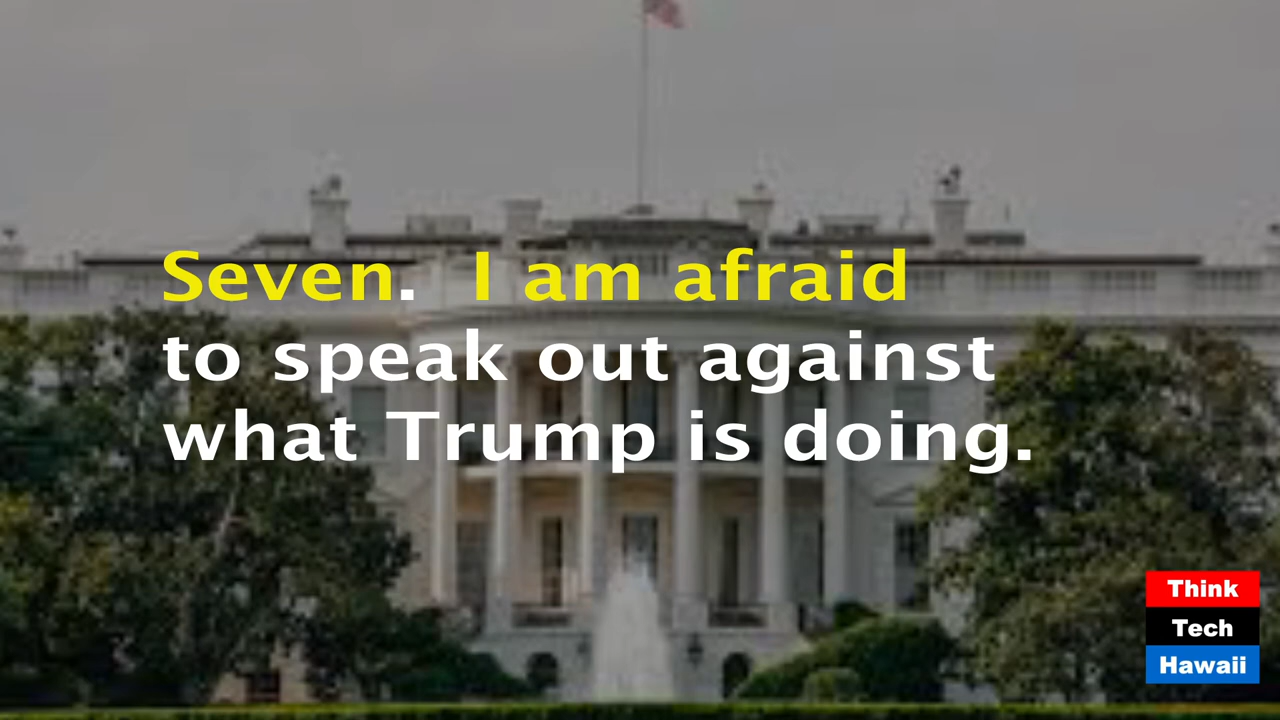 Seven. I am afraid
to speak out against
what Trump is doing.
Think
Tech
Hawaii